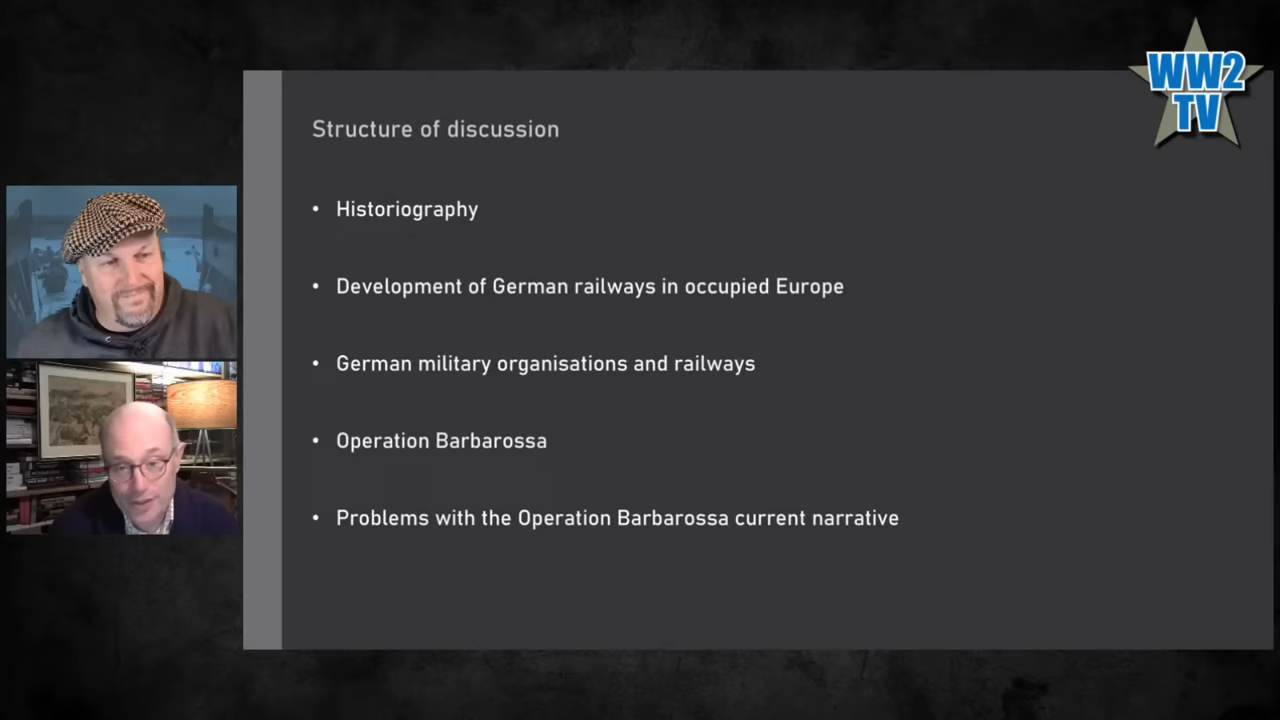 WW2
TV
Structure of discussion
• Historiography
• Development of German railways in occupied Europe
• German military organisations and railways
• Operation Barbarossa
• Problems with the Operation Barbarossa current narrative